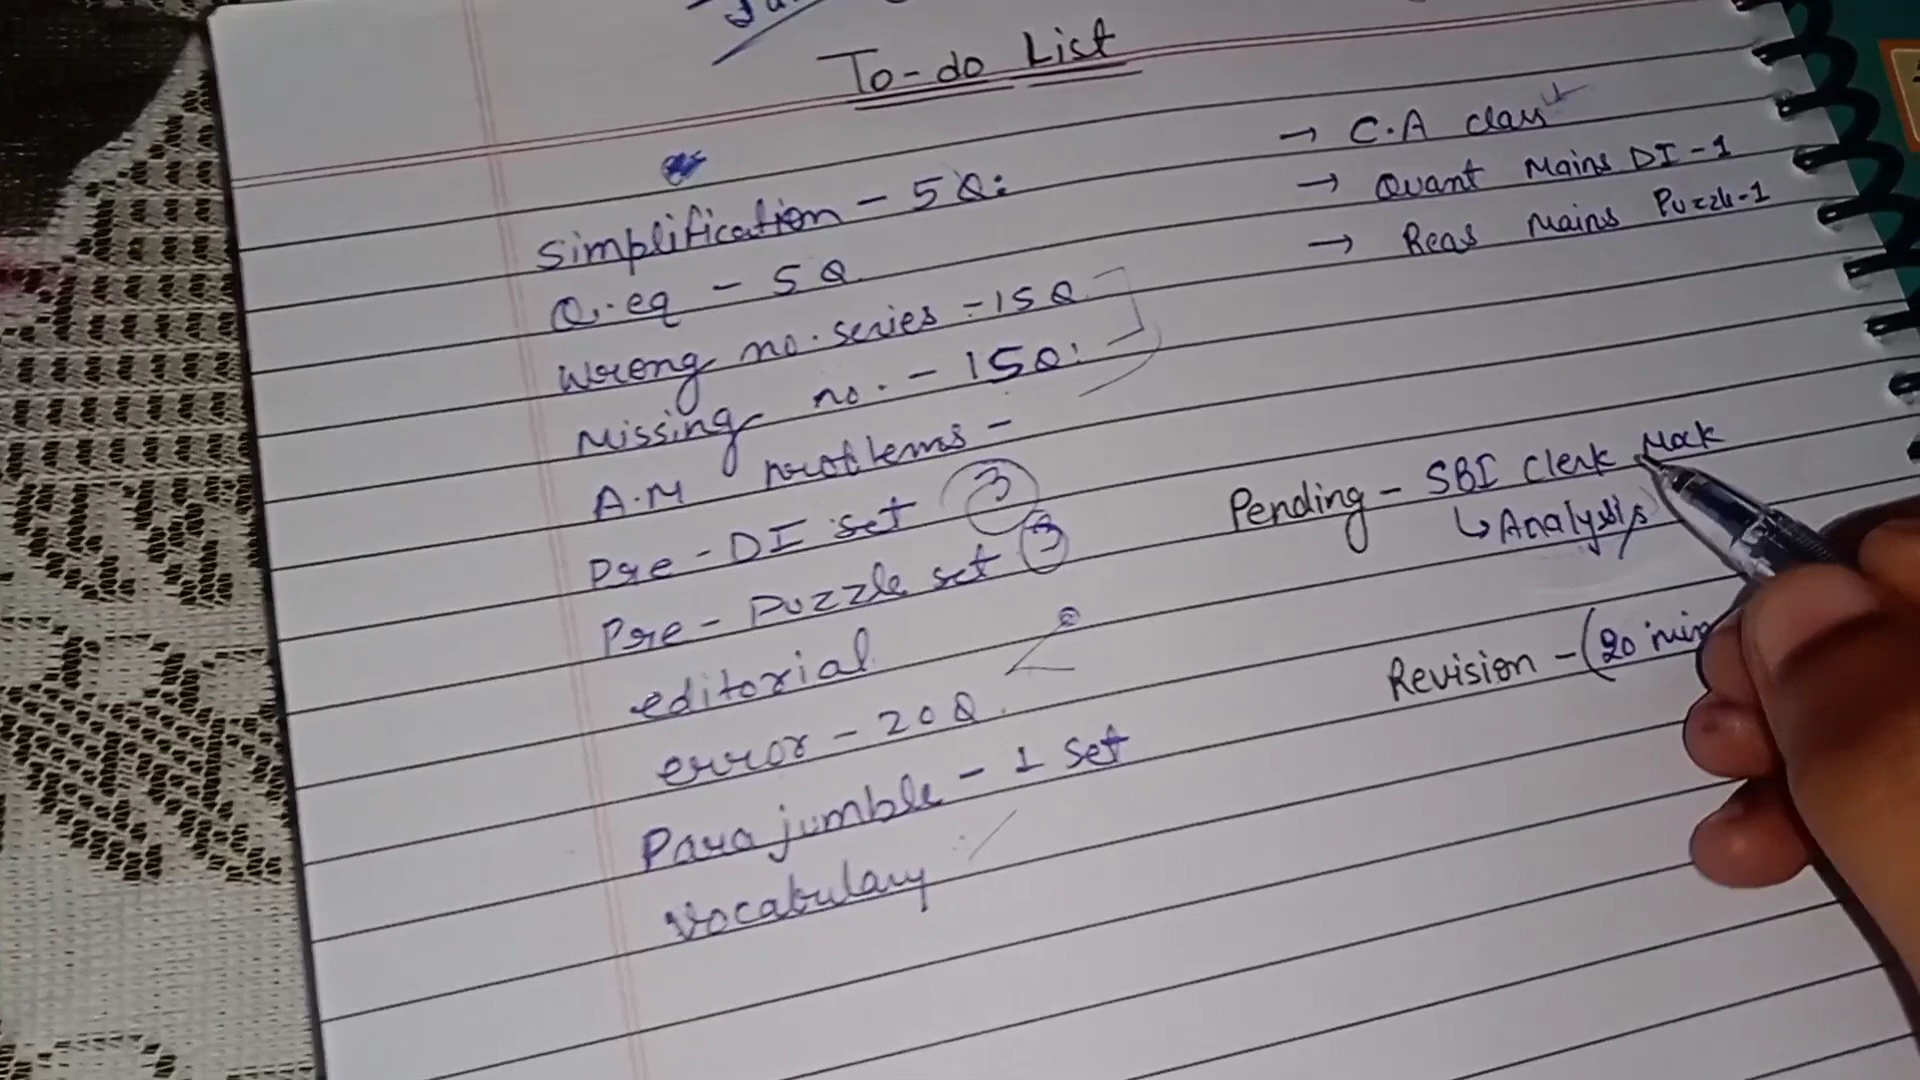 To-do List
Simplification - 5Q.
Q.eq - 5Q
Wrong no. series - 15Q
Missing no. - 15Q.
A.M problems -
Pre - DI set 3
Pre - Puzzle set 3
editorial
error - 20Q.
Para jumble - 1 set
Vocabulary
→ C.A class
→ Quant Mains DI-1
→ Reas Mains Puzzle-1
Pending - SBI Clerk Mock
↳ Analysis
Revision - (20 min